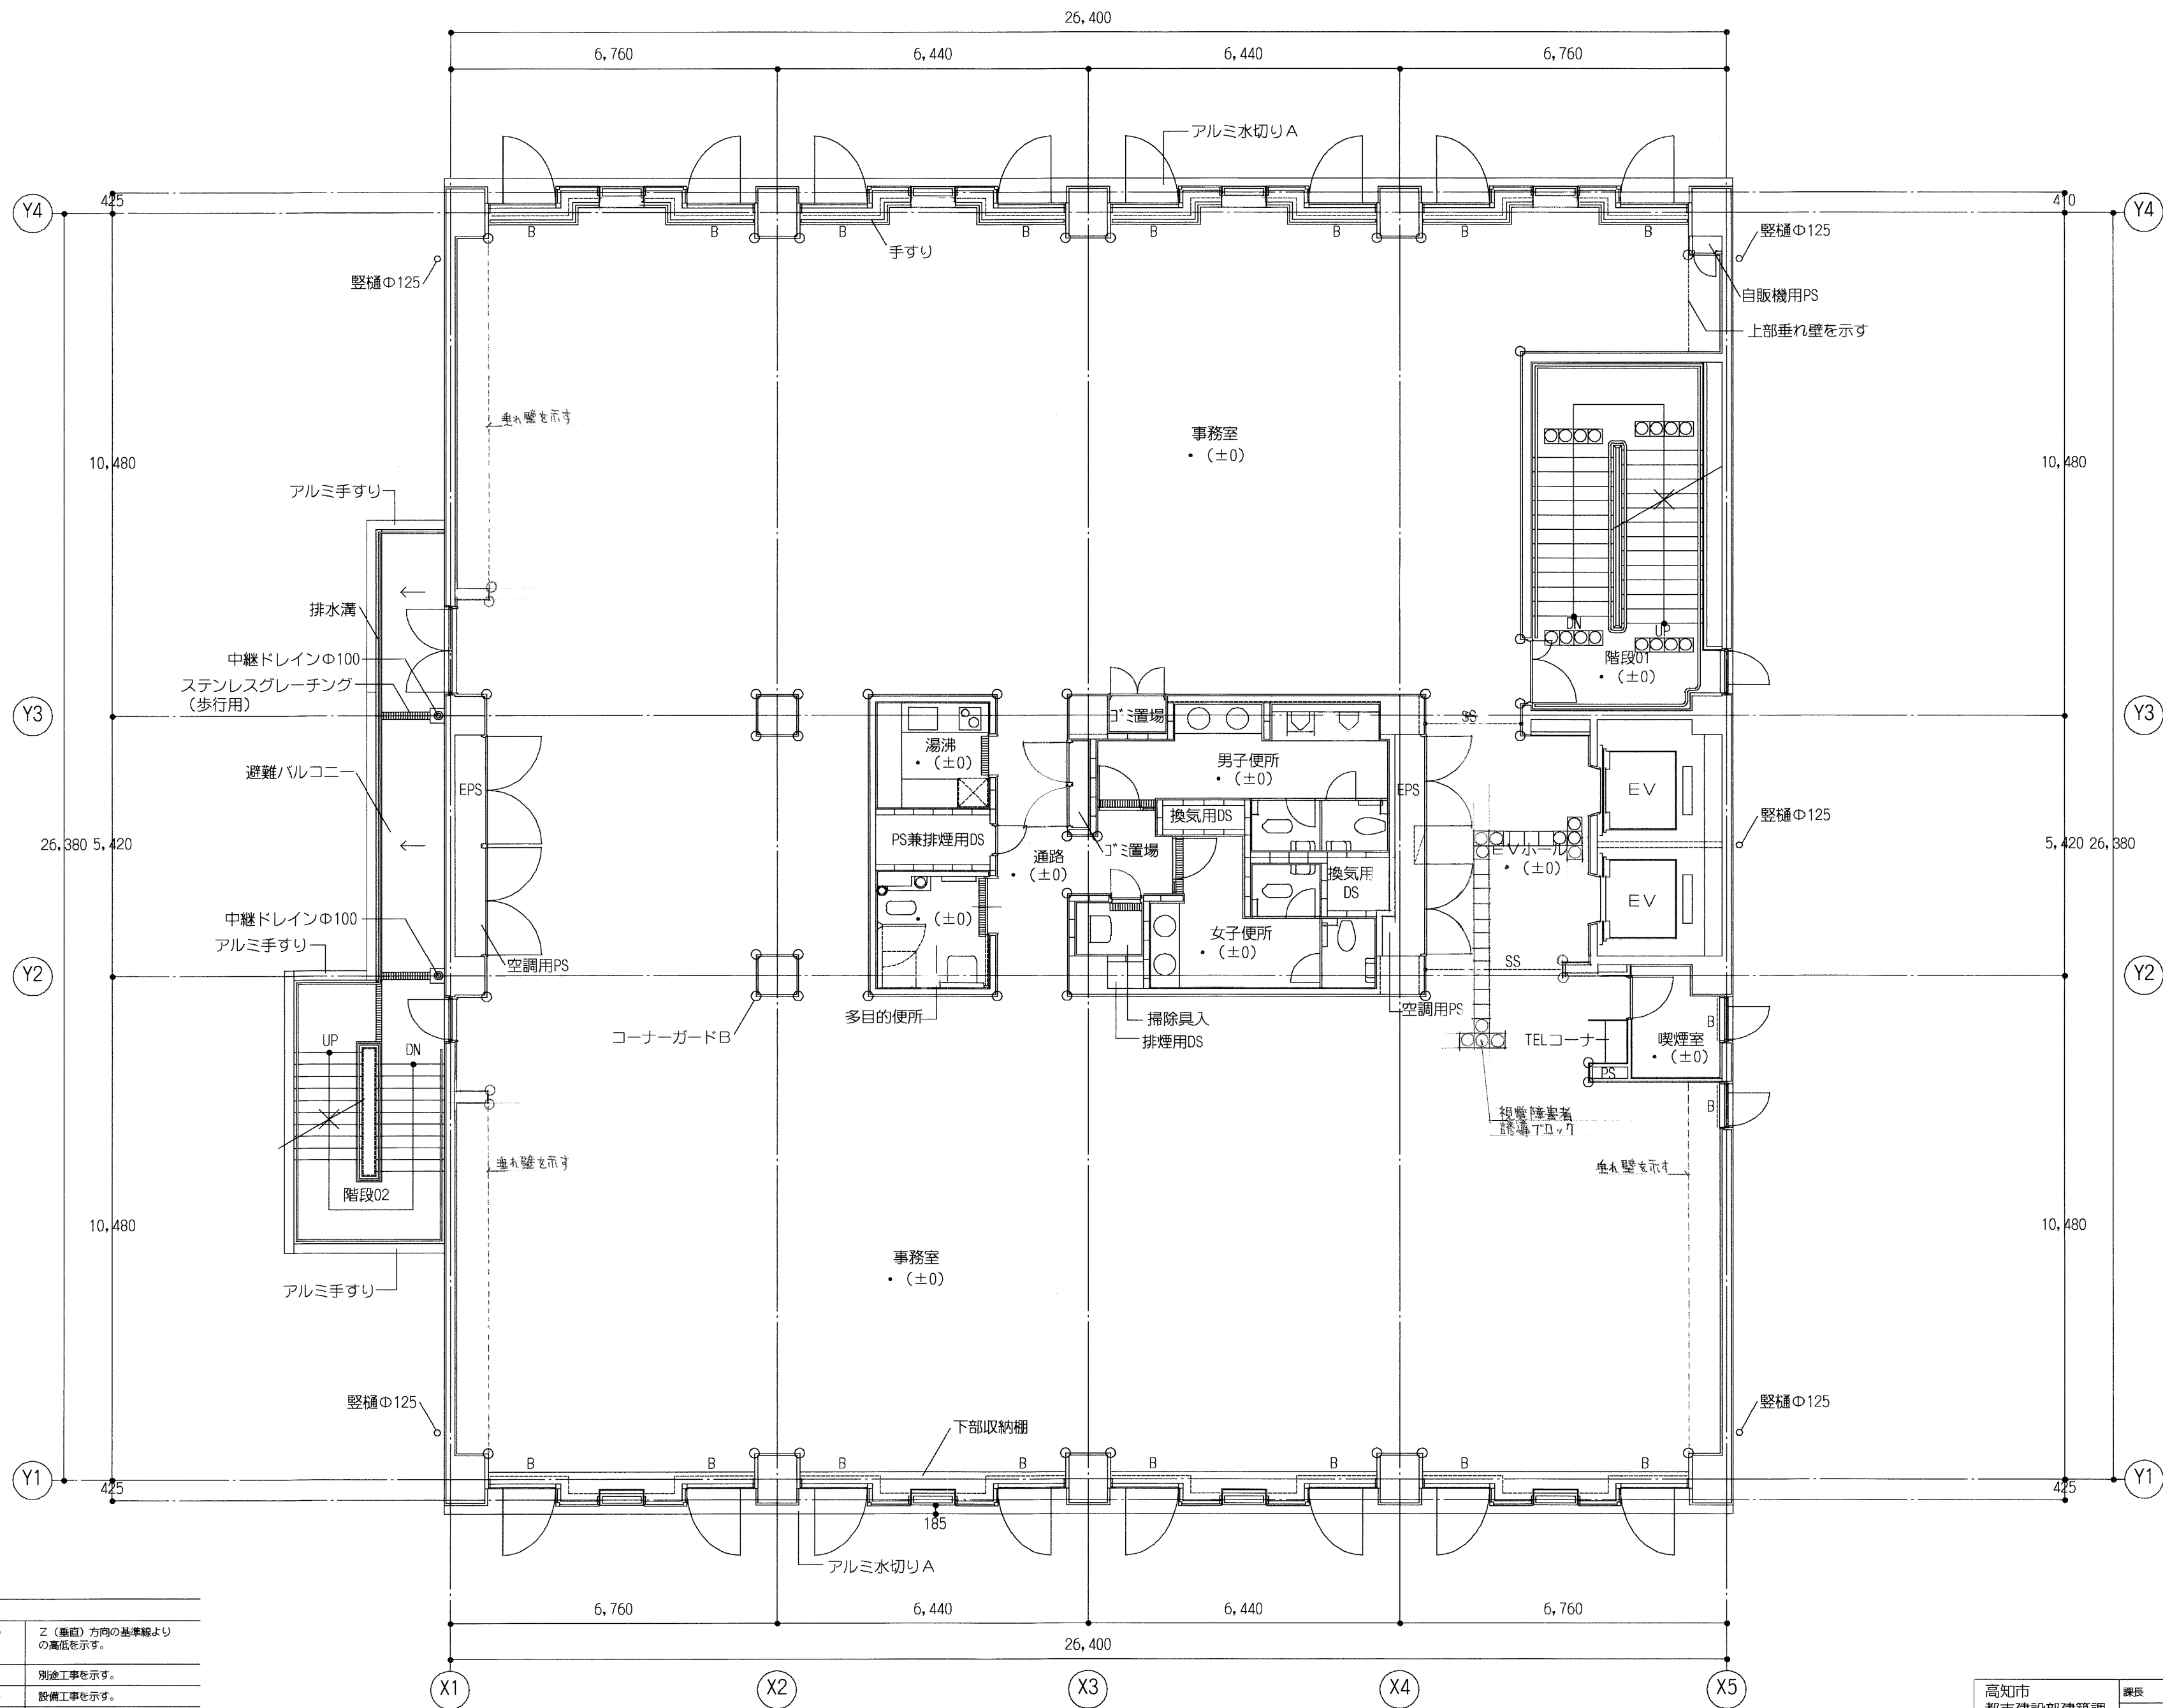 26,400
6,760
6,440
6,440
6,760
アルミ水切りA
425
410
Y4
Y4
B
B
B
B
B
B
B
B
手すり
竪樋Φ125
竪樋Φ125
自販機用PS
上部垂れ壁を示す
垂れ壁を示す
事務室
・(±0)
10,480
10,480
アルミ手すり
排水溝
中継ドレインΦ100
ステンレスグレーチング
(歩行用)
DN
UP
階段01
・(±0)
Y3
Y3
ゴミ置場
SS
湯沸
・(±0)
男子便所
・(±0)
避難バルコニー
EPS
EPS
EV
換気用DS
竪樋Φ125
26,380
5,420
PS兼排煙用DS
通路
・(±0)
ゴミ置場
EVホール
・(±0)
5,420
26,380
換気用
DS
EV
中継ドレインΦ100
アルミ手すり
・(±0)
女子便所
・(±0)
空調用PS
SS
Y2
Y2
多目的便所
掃除具入
排煙用DS
空調用PS
コーナーガードB
TELコーナー
喫煙室
・(±0)
B
UP
DN
PS
B
視覚障害者
誘導ブロック
垂れ壁を示す
垂れ壁を示す
階段02
10,480
10,480
事務室
・(±0)
アルミ手すり
竪樋Φ125
竪樋Φ125
下部収納棚
B
B
B
B
B
B
B
B
Y1
Y1
425
425
185
アルミ水切りA
6,760
6,440
6,440
6,760
26,400
X1
X2
X3
X4
X5
Z(垂直)方向の基準線より
の高低を示す。
別途工事を示す。
設備工事を示す。
高知市
課長
都市建設部建築課